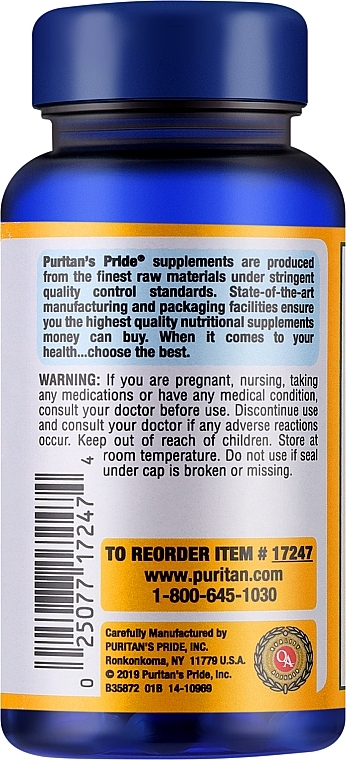 Puritan's Pride® supplements are produced
from the finest raw materials under stringent
quality control standards. State-of-the-art
manufacturing and packaging facilities ensure
you the highest quality nutritional supplements
money can buy. When it comes to your
health...choose the best.
WARNING: If you are pregnant, nursing, taking
any medications or have any medical condition,
consult your doctor before use. Discontinue use
and consult your doctor if any adverse reactions
occur. Keep out of reach of children. Store at
room temperature. Do not use if seal
under cap is broken or missing.
0 25077 17247 4
TO REORDER ITEM # 17247
www.puritan.com
1-800-645-1030
Carefully Manufactured by
PURITAN'S PRIDE, INC.
Ronkonkoma, NY 11779 U.S.A.
© 2019 Puritan's Pride, Inc.
B35872 01B 14-10969
QA